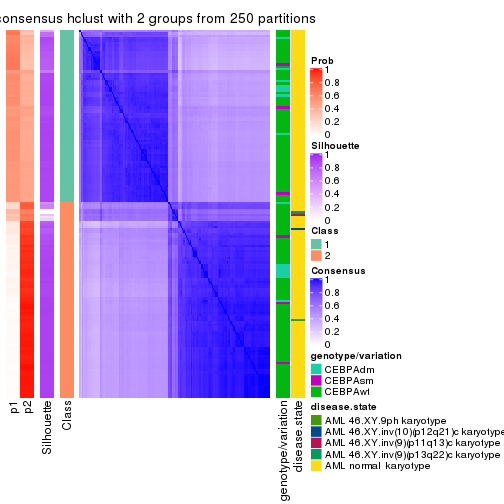 consensus hclust with 2 groups from 250 partitions
Prob
1
0.8
0.6
0.4
0.2
0
Silhouette
1
0.8
0.6
0.4
0.2
0
Class
1
2
Consensus
1
0.8
0.6
0.4
0.2
0
genotype/variation
CEBPAdm
CEBPAsm
CEBPAwt
disease.state
AML 46.XY.9ph karyotype
AML 46.XY.inv(10)(p12q21)c karyotype
AML 46.XY.inv(9)(p11q13)c karyotype
AML 46.XY.inv(9)(p13q22)c karyotype
AML normal karyotype
p1
p2
Silhouette
Class
genotype/variation
disease.state